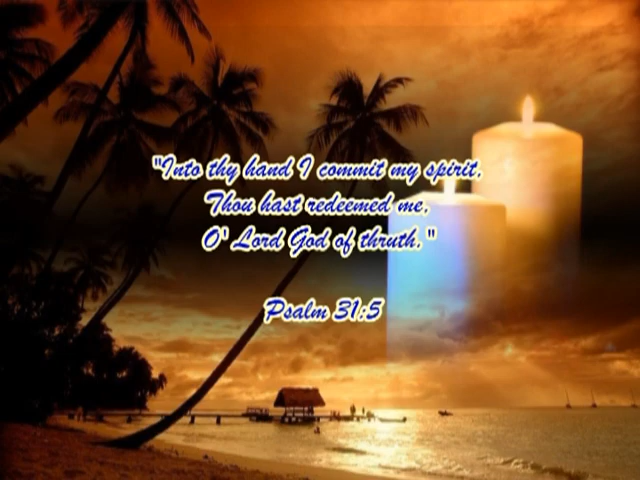 "Into thy hand I commit my spirit,
Thou hast redeemed me,
O' Lord God of thruth."
Psalm 31:5